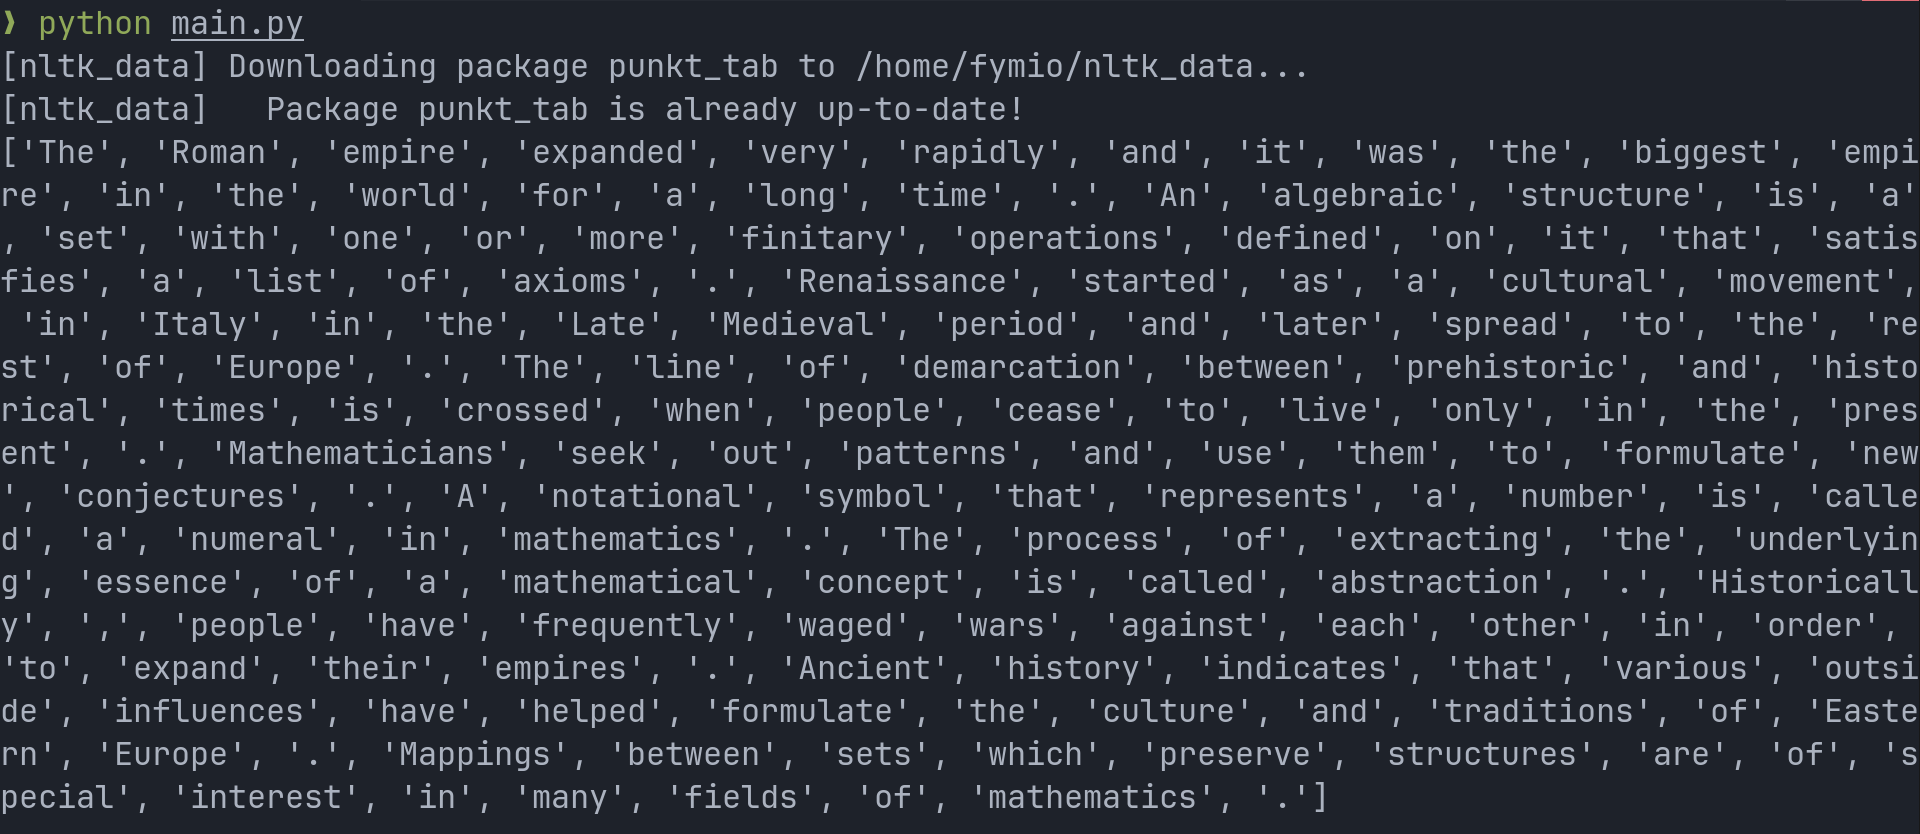 ❱ python main.py
[nltk_data] Downloading package punkt_tab to /home/fymio/nltk_data...
[nltk_data]   Package punkt_tab is already up-to-date!
['The', 'Roman', 'empire', 'expanded', 'very', 'rapidly', 'and', 'it', 'was', 'the', 'biggest', 'empi
re', 'in', 'the', 'world', 'for', 'a', 'long', 'time', '.', 'An', 'algebraic', 'structure', 'is', 'a'
, 'set', 'with', 'one', 'or', 'more', 'finitary', 'operations', 'defined', 'on', 'it', 'that', 'satis
fies', 'a', 'list', 'of', 'axioms', '.', 'Renaissance', 'started', 'as', 'a', 'cultural', 'movement',
 'in', 'Italy', 'in', 'the', 'Late', 'Medieval', 'period', 'and', 'later', 'spread', 'to', 'the', 're
st', 'of', 'Europe', '.', 'The', 'line', 'of', 'demarcation', 'between', 'prehistoric', 'and', 'histo
rical', 'times', 'is', 'crossed', 'when', 'people', 'cease', 'to', 'live', 'only', 'in', 'the', 'pres
ent', '.', 'Mathematicians', 'seek', 'out', 'patterns', 'and', 'use', 'them', 'to', 'formulate', 'new
', 'conjectures', '.', 'A', 'notational', 'symbol', 'that', 'represents', 'a', 'number', 'is', 'calle
d', 'a', 'numeral', 'in', 'mathematics', '.', 'The', 'process', 'of', 'extracting', 'the', 'underlyin
g', 'essence', 'of', 'a', 'mathematical', 'concept', 'is', 'called', 'abstraction', '.', 'Historicall
y', ',', 'people', 'have', 'frequently', 'waged', 'wars', 'against', 'each', 'other', 'in', 'order',
'to', 'expand', 'their', 'empires', '.', 'Ancient', 'history', 'indicates', 'that', 'various', 'outsi
de', 'influences', 'have', 'helped', 'formulate', 'the', 'culture', 'and', 'traditions', 'of', 'Easte
rn', 'Europe', '.', 'Mappings', 'between', 'sets', 'which', 'preserve', 'structures', 'are', 'of', 's
pecial', 'interest', 'in', 'many', 'fields', 'of', 'mathematics', '.']